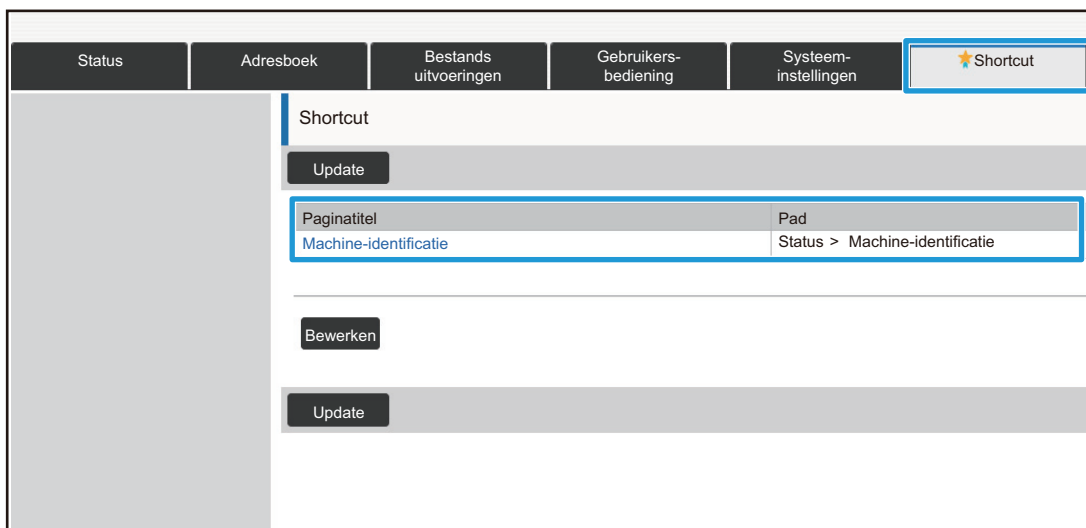 Status
Adresboek
Bestands
uitvoeringen
Gebruikers-
bediening
Systeem-
instellingen
Shortcut
Shortcut
Update
Paginatitel Pad
Machine-identificatie Status > Machine-identificatie
Bewerken
Update